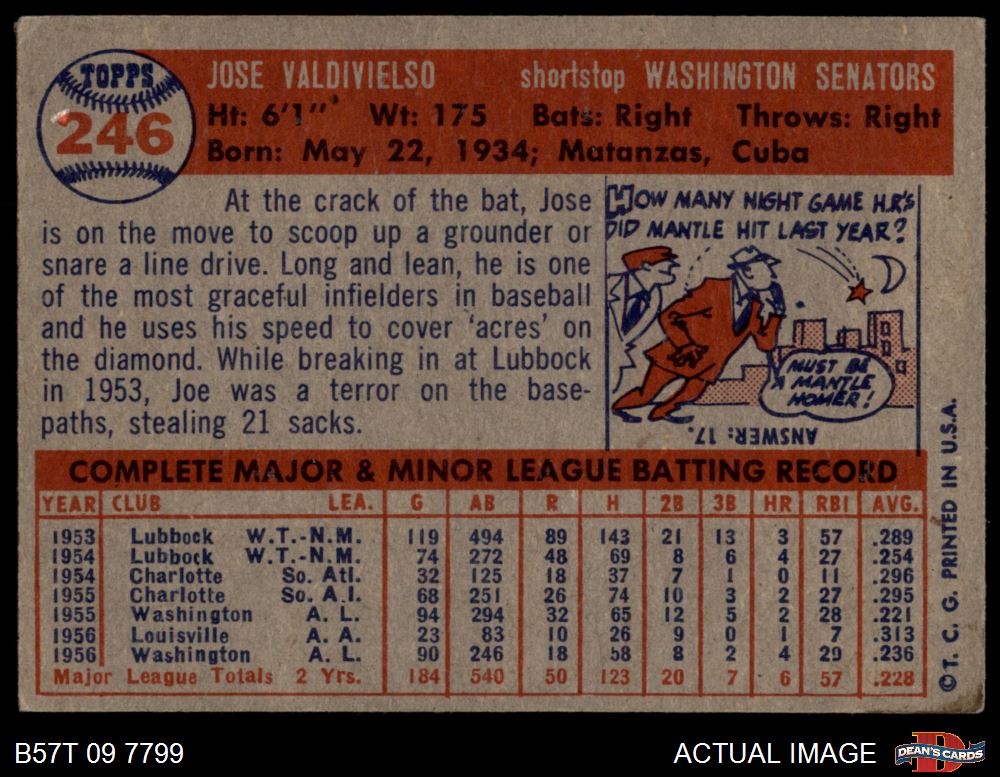 TOPPS
246
JOSE VALDIVIELSO shortstop WASHINGTON SENATORS
Ht: 6'1" Wt: 175 Bats: Right Throws: Right
Born: May 22, 1934; Matanzas, Cuba
At the crack of the bat, Jose
is on the move to scoop up a grounder or
snare a line drive. Long and lean, he is one
of the most graceful infielders in baseball
and he uses his speed to cover 'acres' on
the diamond. While breaking in at Lubbock
in 1953, Joe was a terror on the base-
paths, stealing 21 sacks.
HOW MANY NIGHT GAME H.R'S
DID MANTLE HIT LAST YEAR?
MUST BE
A MANTLE
HOMER!
ANSWER: 17.
COMPLETE MAJOR & MINOR LEAGUE BATTING RECORD
YEAR CLUB LEA. G AB R H 2B 3B HR RBI AVG.
1953 Lubbock W.T.-N.M. 119 494 89 143 21 13 3 57 .289
1954 Lubbock W.T.-N.M. 74 272 48 69 8 6 4 27 .254
1954 Charlotte So. Atl. 32 125 18 37 7 1 0 11 .296
1955 Charlotte So. A.l. 68 251 26 74 10 3 2 27 .295
1955 Washington A. L. 94 294 32 65 12 5 2 28 .221
1956 Louisville A. A. 23 83 10 26 9 0 1 7 .313
1956 Washington A. L. 90 246 18 58 8 2 4 29 .236
Major League Totals 2 Yrs. 184 540 50 123 20 7 6 57 .228
©T. C. G. PRINTED IN U.S.A.
B57T 09 7799
ACTUAL IMAGE
D
DEAN'S CARDS